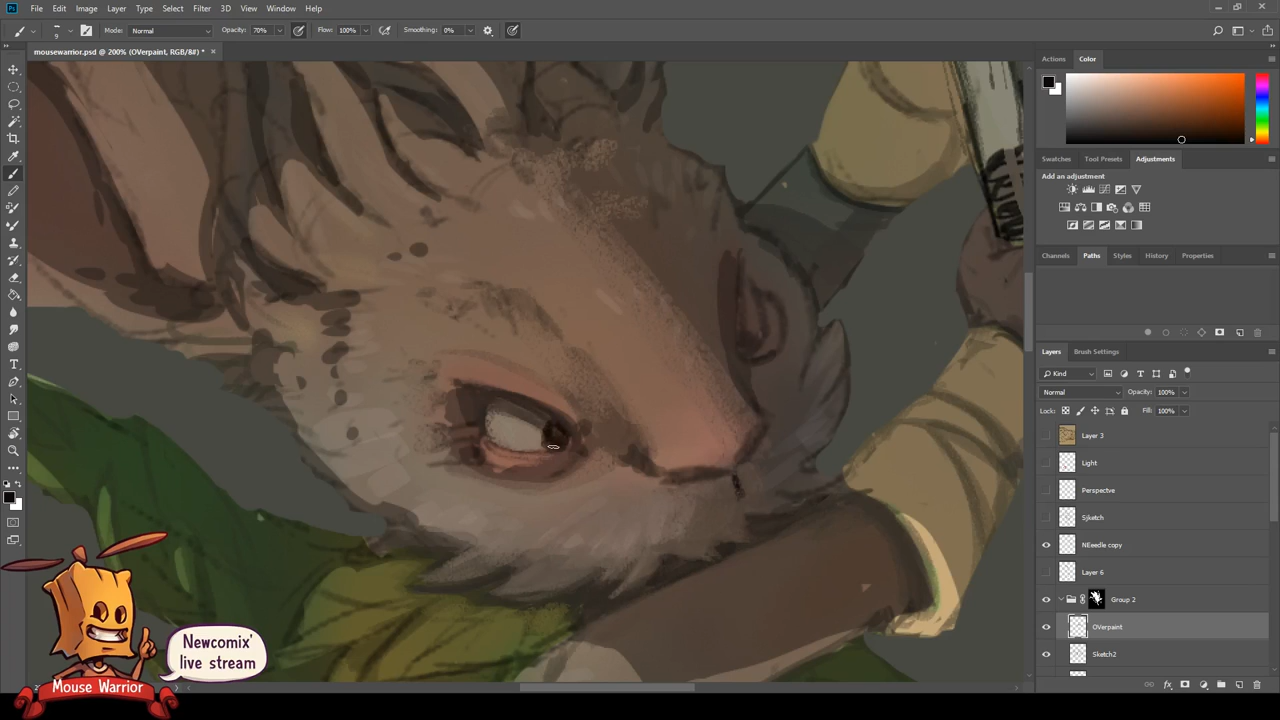 File Edit Image Layer Type Select Filter 3D View Window Help
9 Mode: Normal Opacity: 70% Flow: 100% Smoothing: 0%
mousewarrior.psd @ 200% (OVerpaint, RGB/8#) *
Actions Color
Swatches Tool Presets Adjustments
Add an adjustment
Channels Paths Styles History Properties
Layers Brush Settings
Kind
Normal Opacity: 100%
Lock: Fill: 100%
Layer 3
Light
Perspectve
Sjketch
NEeedle copy
Layer 6
Group 2
OVerpaint
Sketch2
Newcomix'
live stream
Mouse Warrior